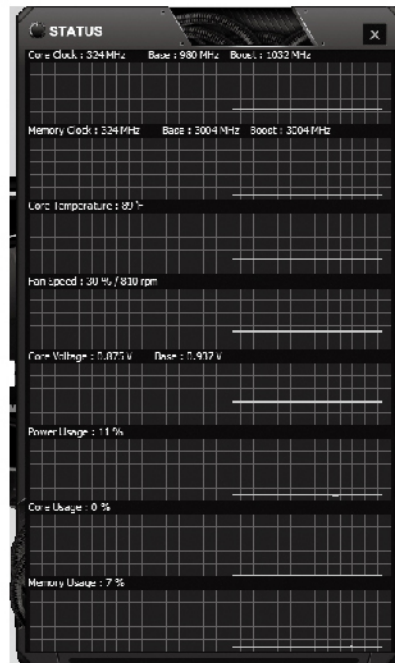 STATUS
X
Core Clock : 324 MHz Base : 980 MHz Boost : 1032 MHz
Memory Clock : 324 MHz Base : 3004 MHz Boost : 3004 MHz
Core Temperature : 89 °F
Fan Speed : 30 % / 810 rpm
Core Voltage : 0.875 V Base : 0.937 V
Power Usage : 11 %
Core Usage : 0 %
Memory Usage : 7 %